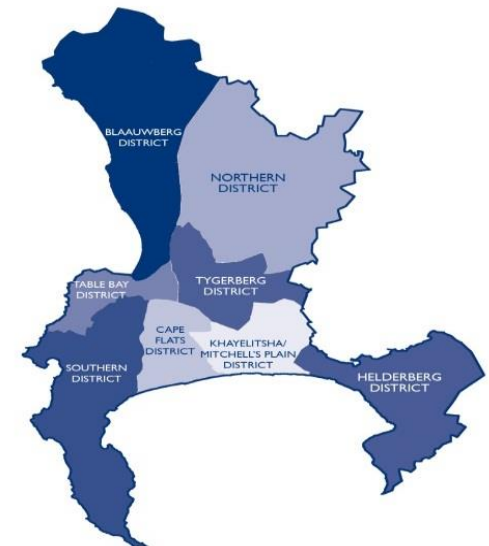 BLAAUWBERG
DISTRICT
NORTHERN
DISTRICT
TABLE BAY
DISTRICT
TYGERBERG
DISTRICT
CAPE
FLATS
DISTRICT
KHAYELITSHA/
MITCHELL'S PLAIN
DISTRICT
SOUTHERN
DISTRICT
HELDERBERG
DISTRICT